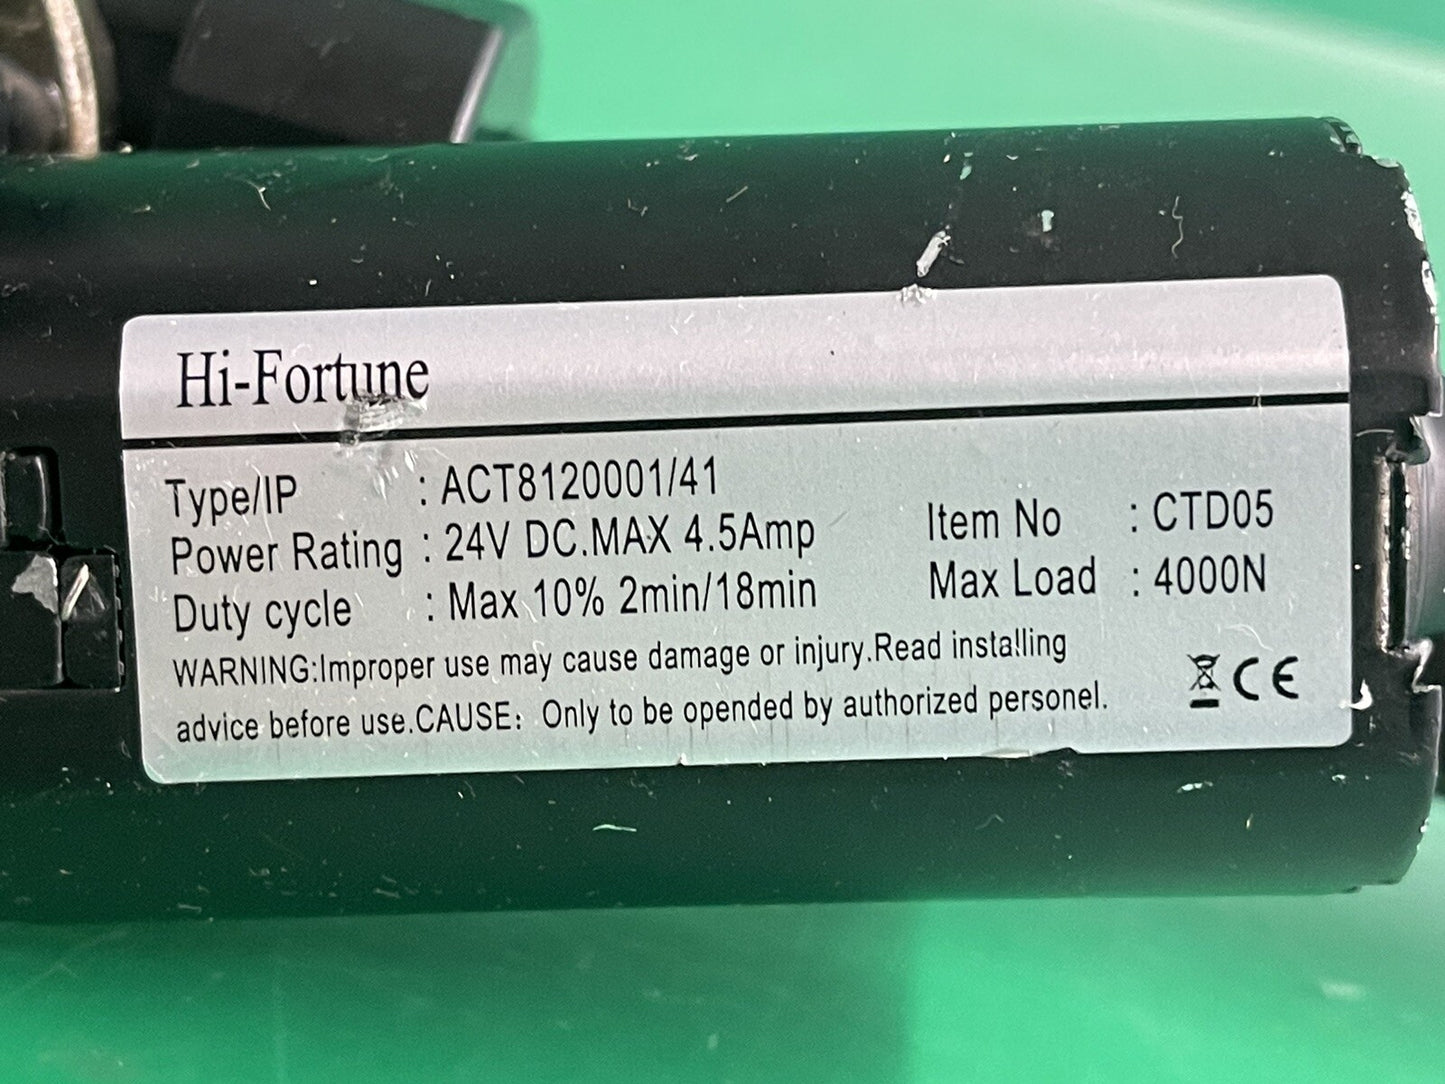 Hi-Fortune
Type/IP : ACT8120001/41
Power Rating : 24V DC.MAX 4.5Amp
Item No : CTD05
Duty cycle : Max 10% 2min/18min
Max Load : 4000N
WARNING:Improper use may cause damage or injury.Read installing
advice before use.CAUSE：Only to be opended by authorized personel.
CE